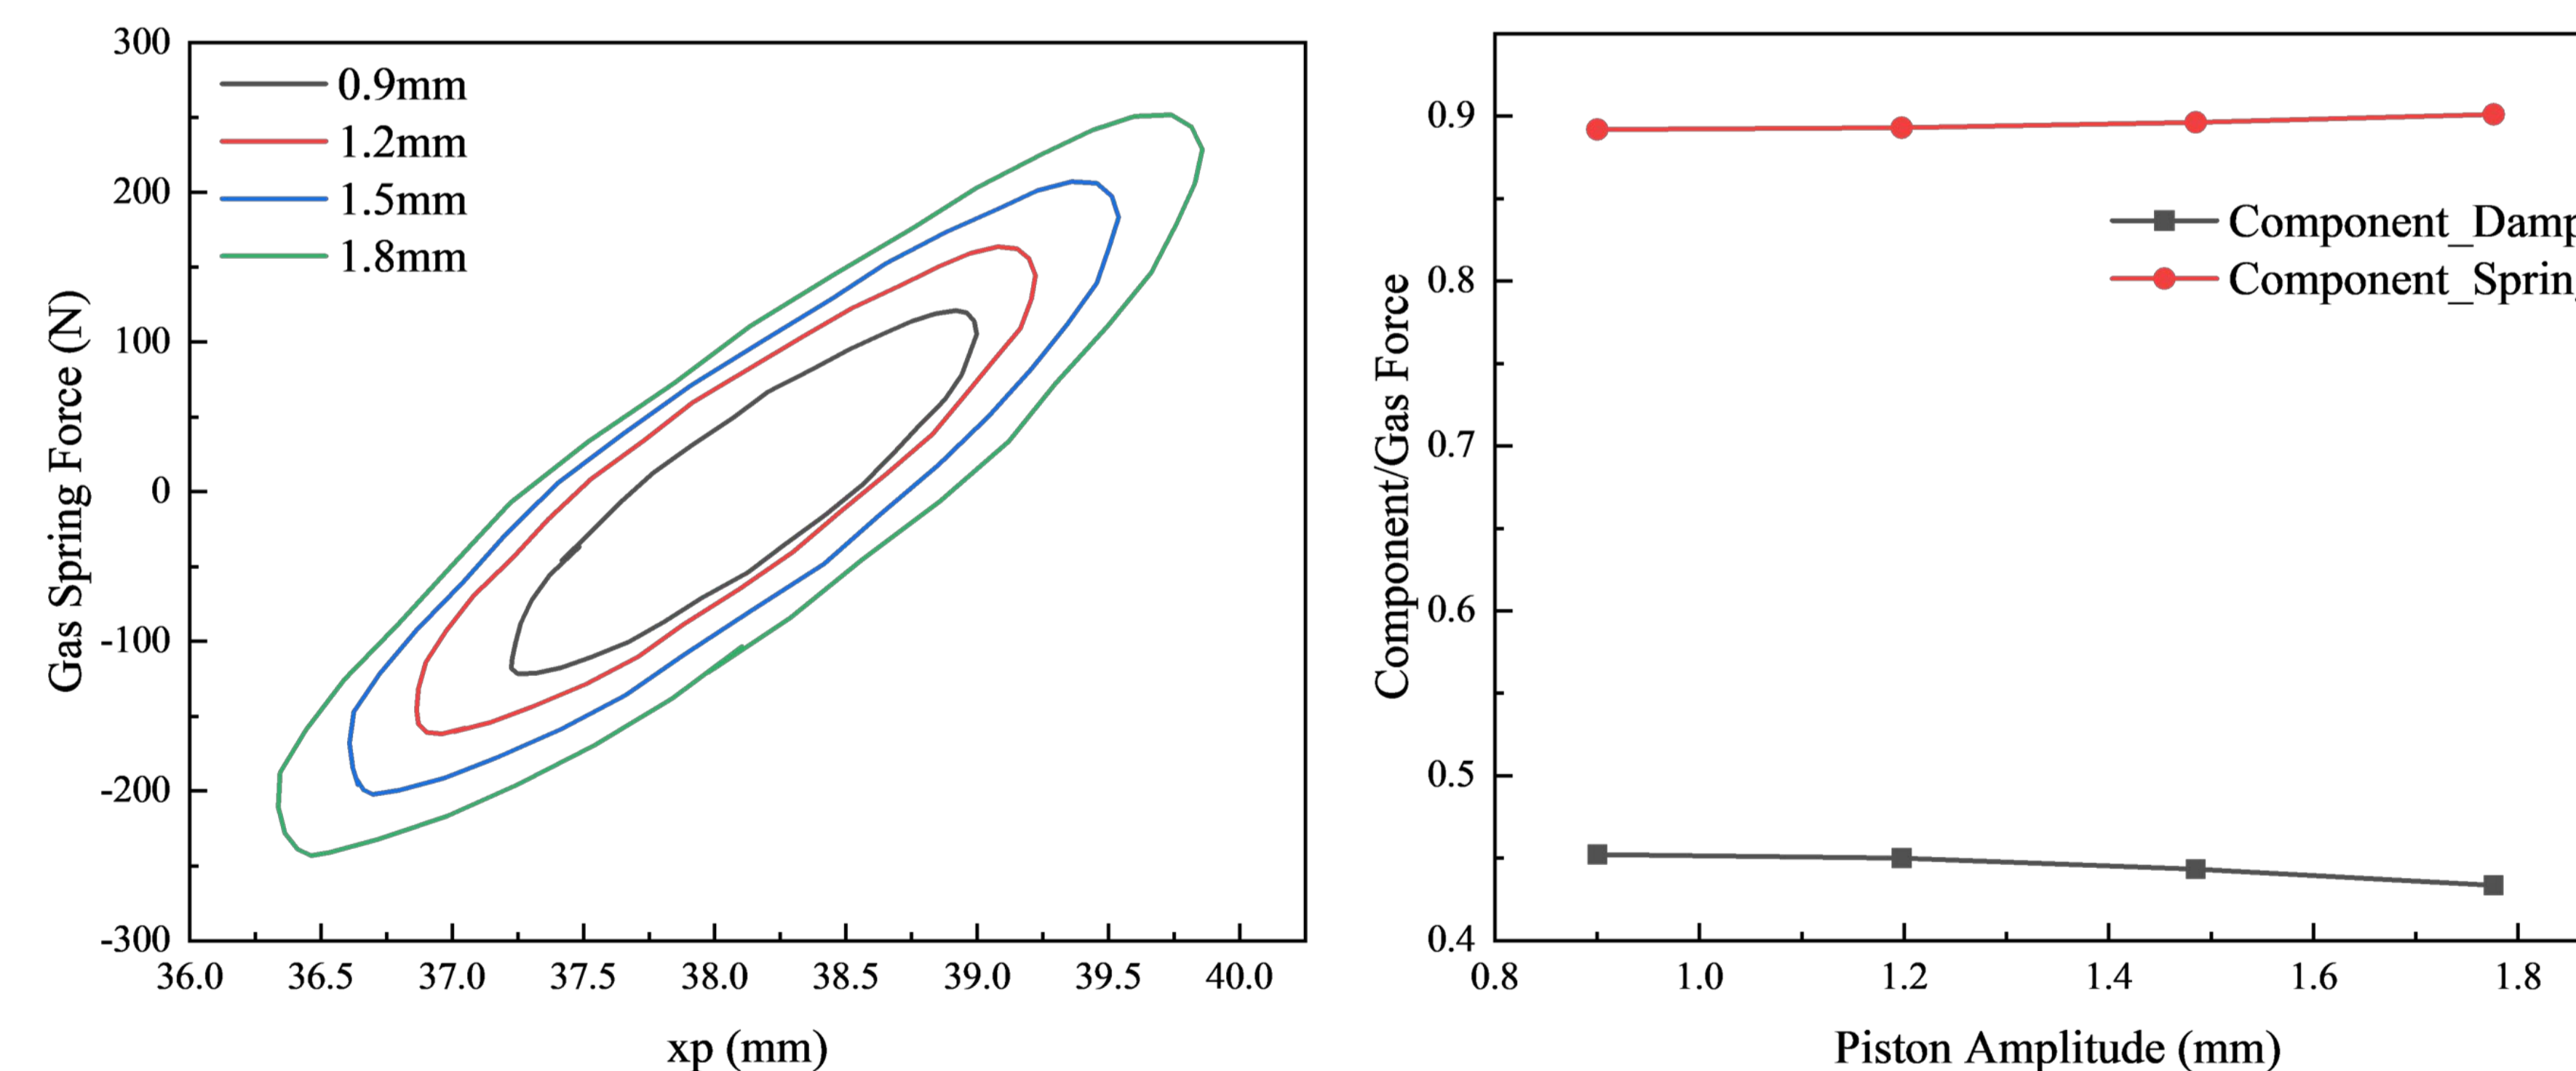 300
200
100
0
-100
-200
-300
Gas Spring Force (N)
0.9mm
1.2mm
1.5mm
1.8mm
36.0 36.5 37.0 37.5 38.0 38.5 39.0 39.5 40.0
xp (mm)
0.9
0.8
0.7
0.6
0.5
0.4
Component/Gas Force
Component_Damp
Component_Sprin
0.8 1.0 1.2 1.4 1.6 1.8
Piston Amplitude (mm)